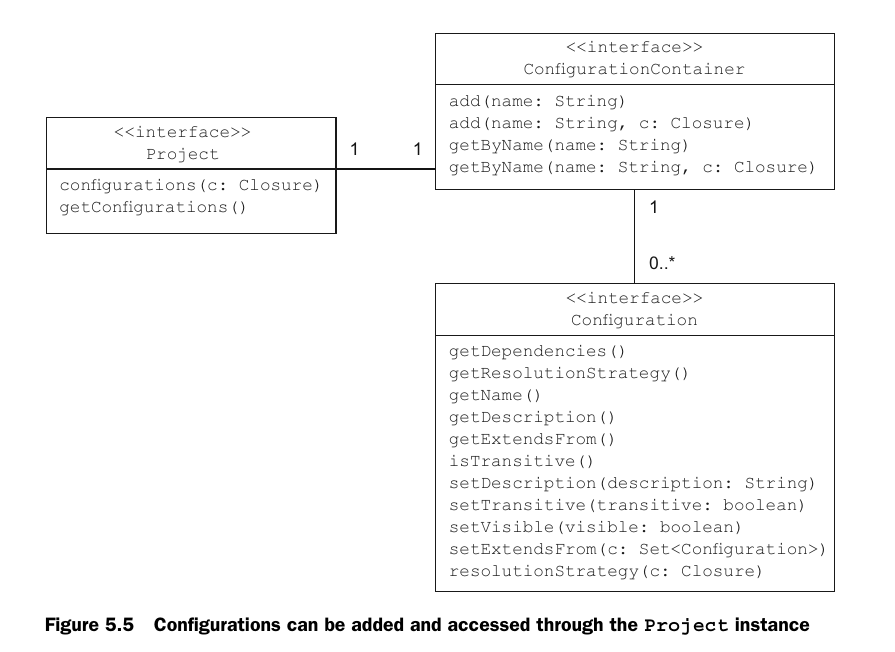 <<interface>>
ConfigurationContainer
add(name: String)
add(name: String, c: Closure)
getByName(name: String)
getByName(name: String, c: Closure)
<<interface>>
Project
configurations(c: Closure)
getConfigurations()
1
1
1
0..*
<<interface>>
Configuration
getDependencies()
getResolutionStrategy()
getName()
getDescription()
getExtendsFrom()
isTransitive()
setDescription(description: String)
setTransitive(transitive: boolean)
setVisible(visible: boolean)
setExtendsFrom(c: Set<Configuration>)
resolutionStrategy(c: Closure)
Figure 5.5 Configurations can be added and accessed through the Project instance